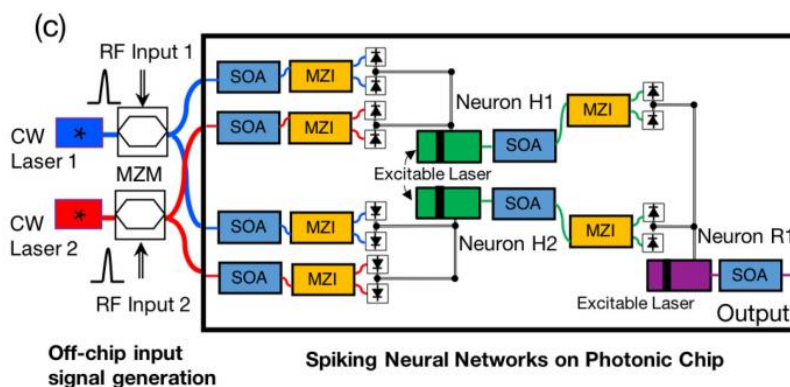 (c)
RF Input 1
CW
Laser 1
MZM
CW
Laser 2
RF Input 2
Off-chip input
signal generation
SOA
MZI
SOA
MZI
SOA
MZI
SOA
MZI
Neuron H1
Excitable Laser
SOA
MZI
SOA
MZI
Neuron H2
Neuron R1
SOA
Excitable Laser
Output
Spiking Neural Networks on Photonic Chip